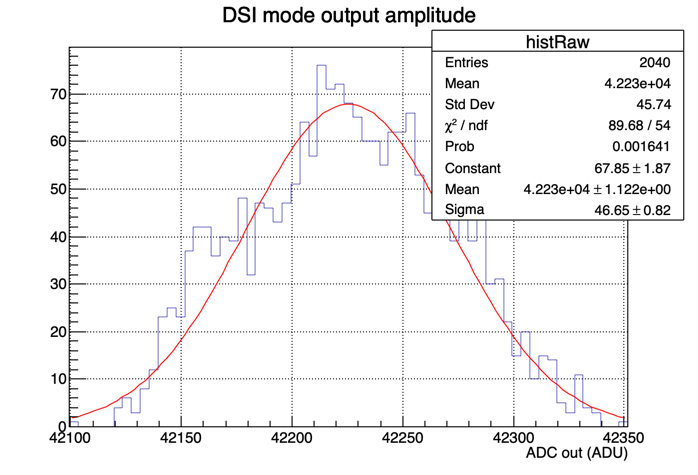 DSI mode output amplitude
histRaw
Entries 2040
Mean 4.223e+04
Std Dev 45.74
χ² / ndf 89.68 / 54
Prob 0.001641
Constant 67.85 ± 1.87
Mean 4.223e+04 ± 1.122e+00
Sigma 46.65 ± 0.82
70
60
50
40
30
20
10
0
42100 42150 42200 42250 42300 42350
ADC out (ADU)